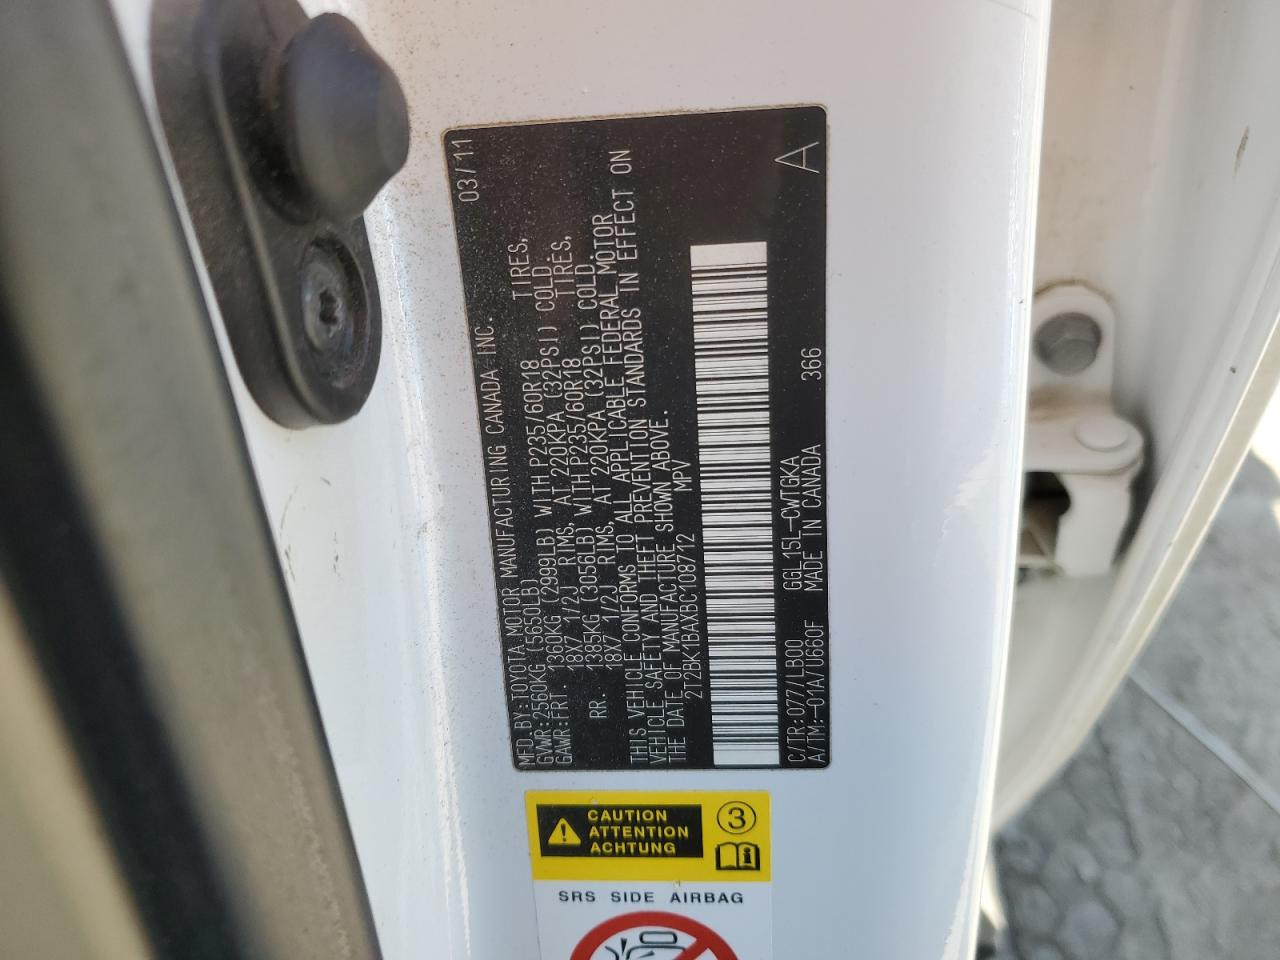 MFD.BY:TOYOTA MOTOR MANUFACTURING CANADA INC. 03/11
GVWR:2560KG (5650LB)
GAWR:FRT. 1360KG (2999LB) WITH P235/60R18 TIRES,
18X7 1/2J RIMS, AT 220KPA (32PSI) COLD.
RR. 1385KG (3056LB) WITH P235/60R18 TIRES,
18X7 1/2J RIMS, AT 220KPA (32PSI) COLD.
THIS VEHICLE CONFORMS TO ALL APPLICABLE FEDERAL MOTOR
VEHICLE SAFETY AND THEFT PREVENTION STANDARDS IN EFFECT ON
THE DATE OF MANUFACTURE SHOWN ABOVE.
2T2BK1BAXBC108712 MPV
C/TR:077/LB00 GGL15L-CWTGKA
A/TM:-01A/U660F MADE IN CANADA 366 A
CAUTION
ATTENTION
ACHTUNG
3
SRS SIDE AIRBAG